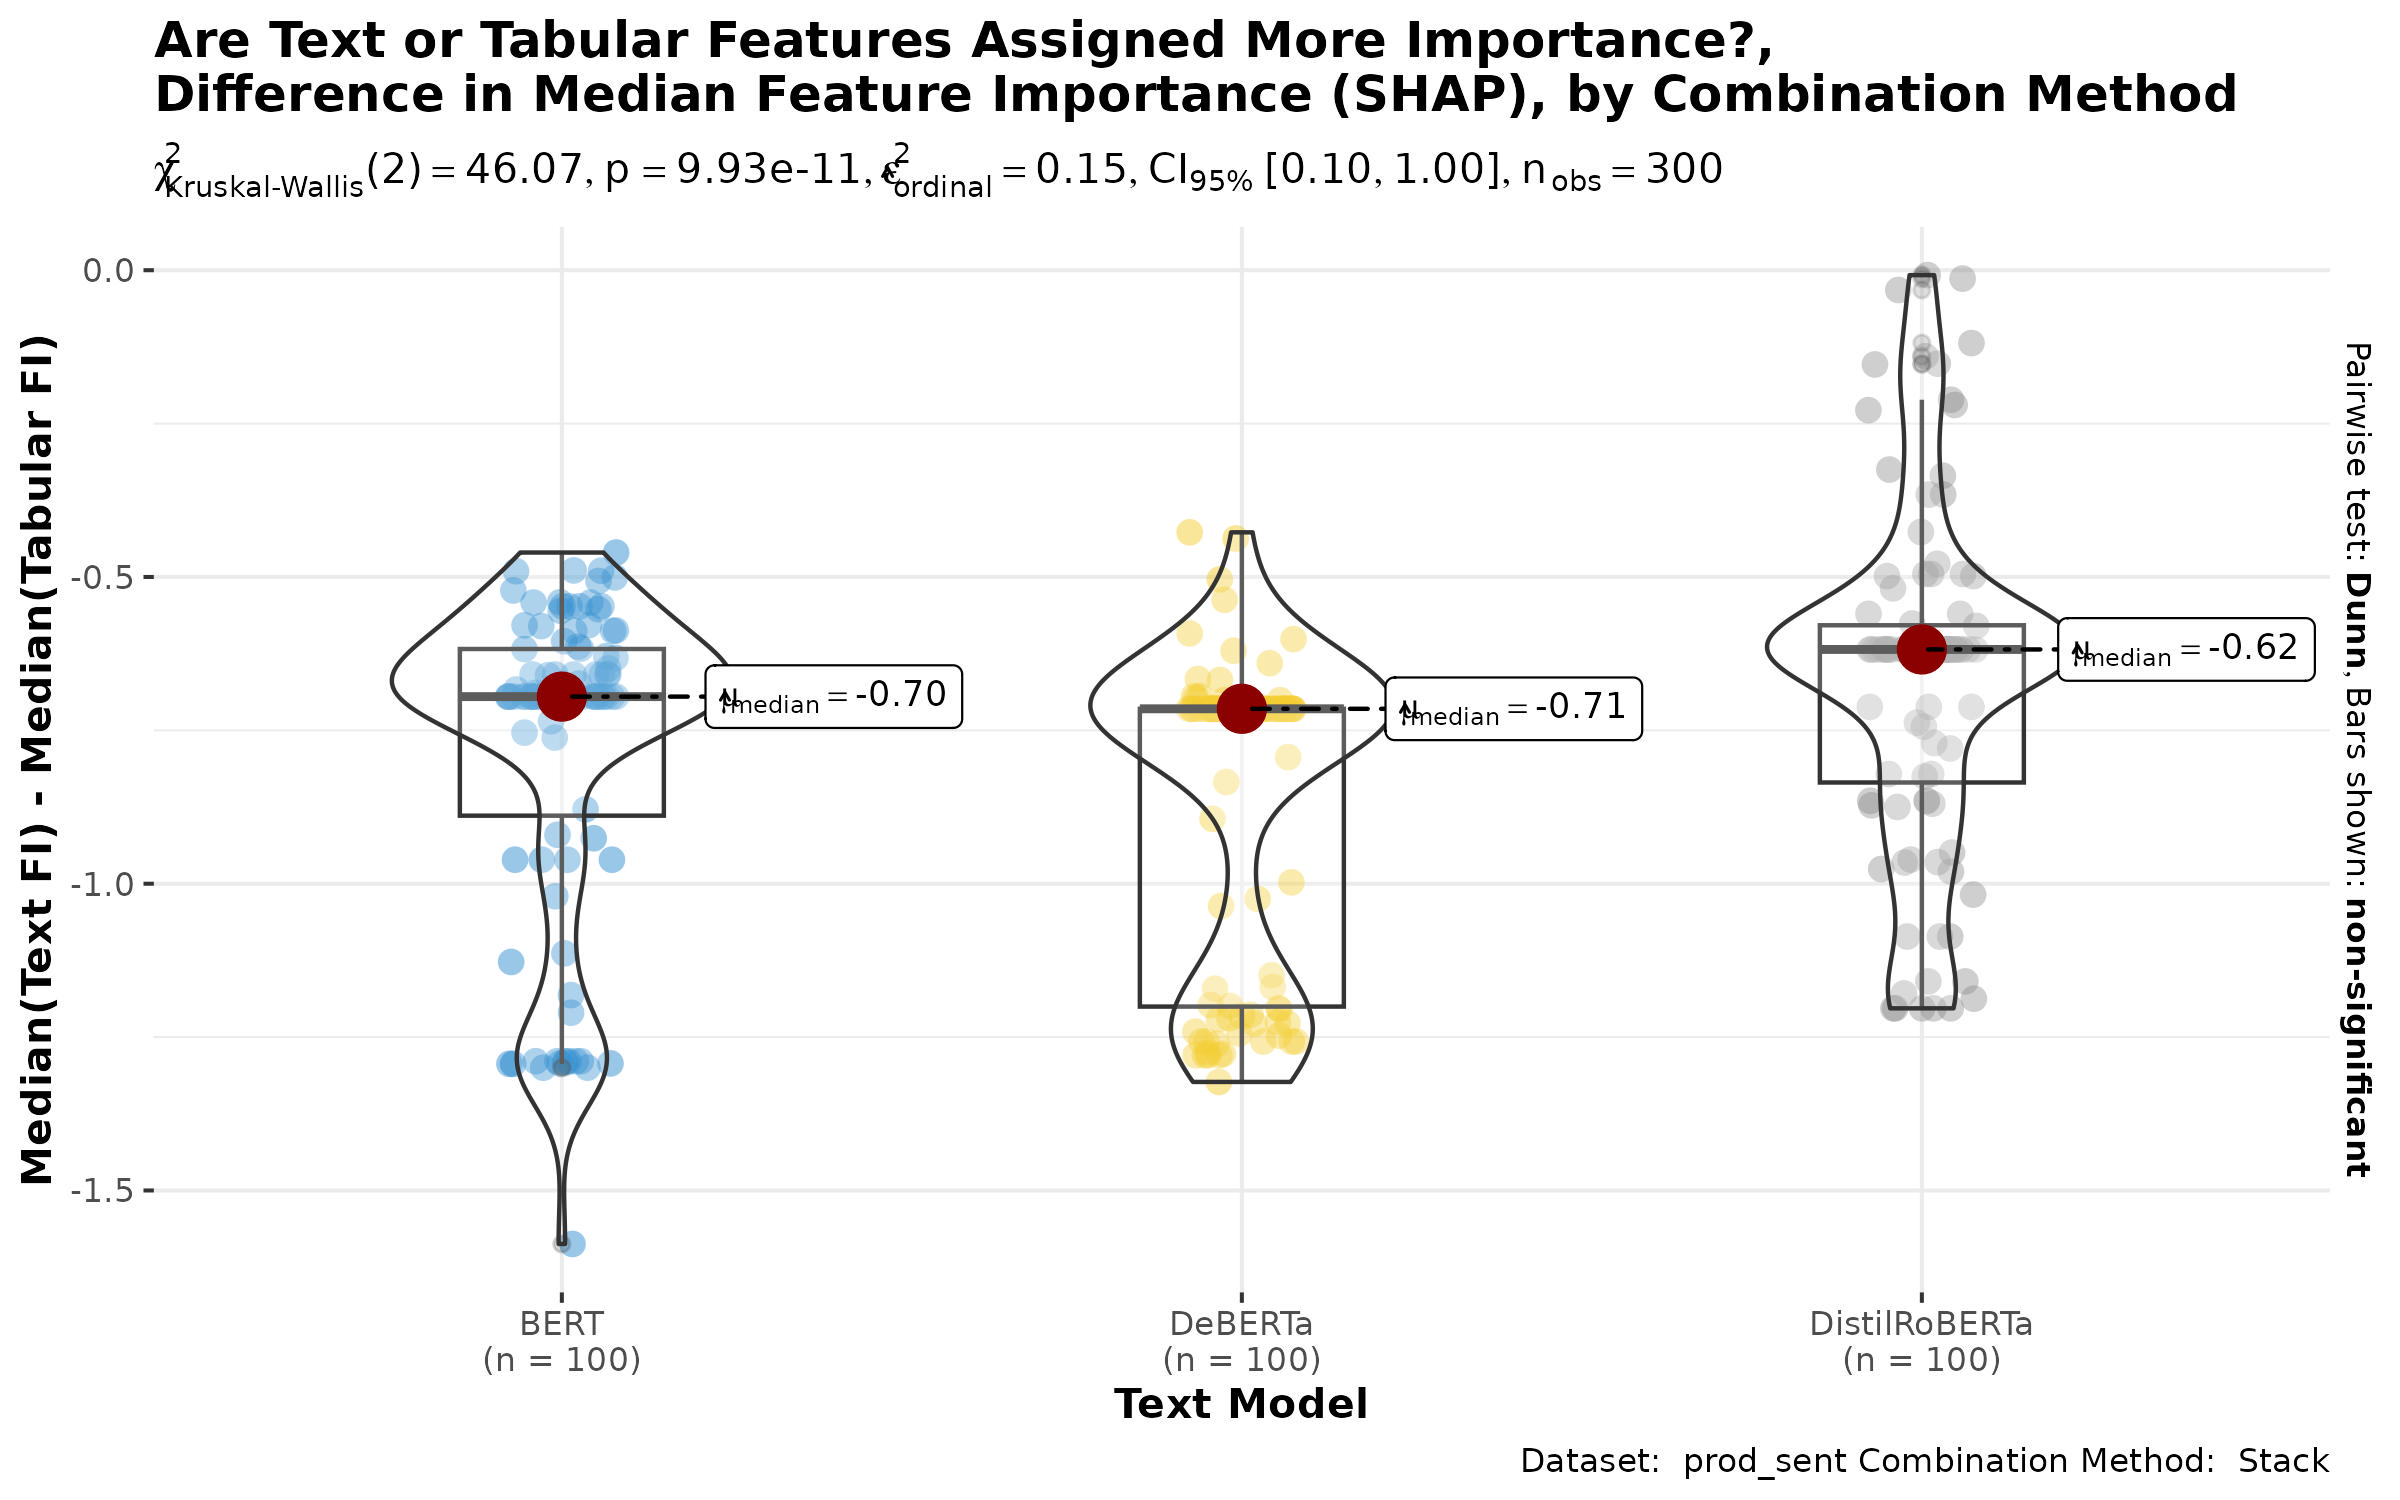 Are Text or Tabular Features Assigned More Importance?,
Difference in Median Feature Importance (SHAP), by Combination Method
χ²Kruskal-Wallis(2) = 46.07, p = 9.93e-11, ε̂²ordinal = 0.15, CI95% [0.10, 1.00], nobs = 300
Median(Text FI) - Median(Tabular FI)
0.0
-0.5
-1.0
-1.5
μ̂median = -0.70
μ̂median = -0.71
μ̂median = -0.62
Pairwise test: Dunn, Bars shown: non-significant
BERT
(n = 100)
DeBERTa
(n = 100)
DistilRoBERTa
(n = 100)
Text Model
Dataset:  prod_sent Combination Method:  Stack